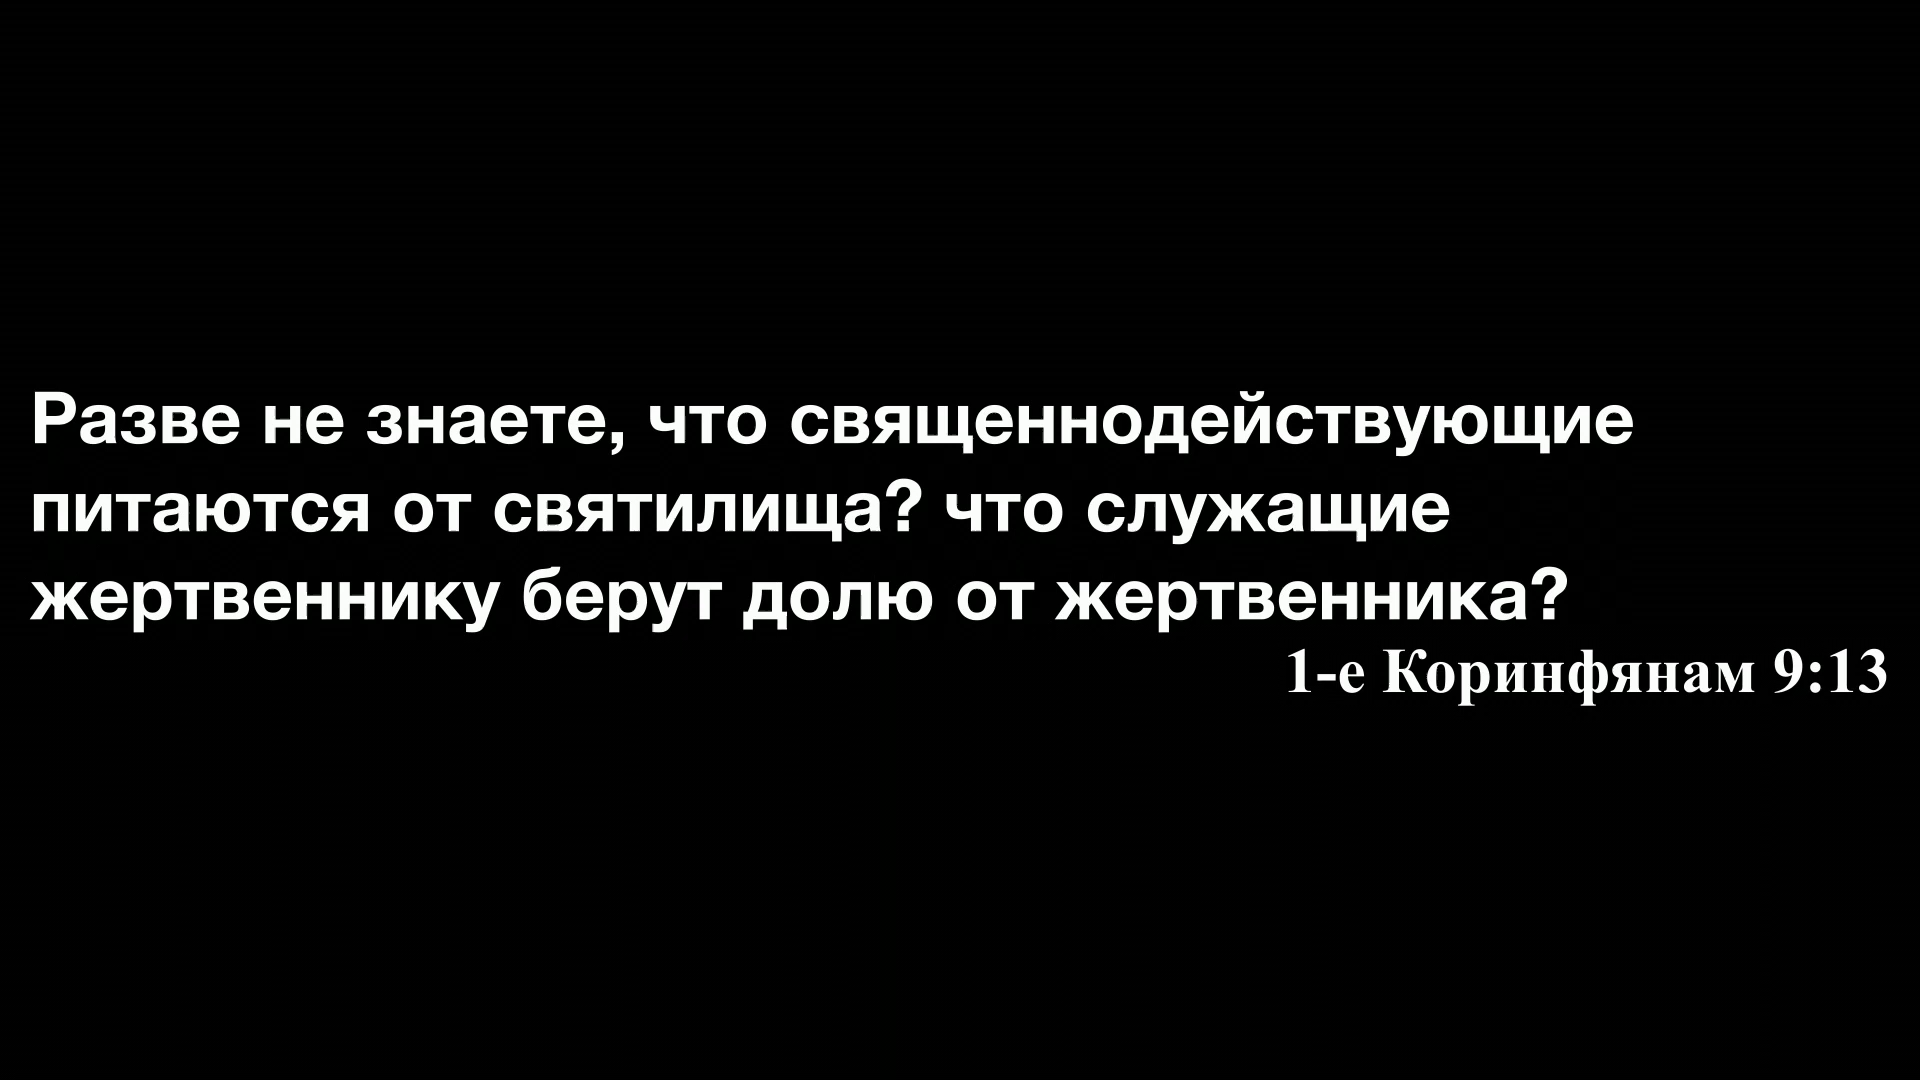 Разве не знаете, что священнодействующие
питаются от святилища? что служащие
жертвеннику берут долю от жертвенника?
1-е Коринфянам 9:13